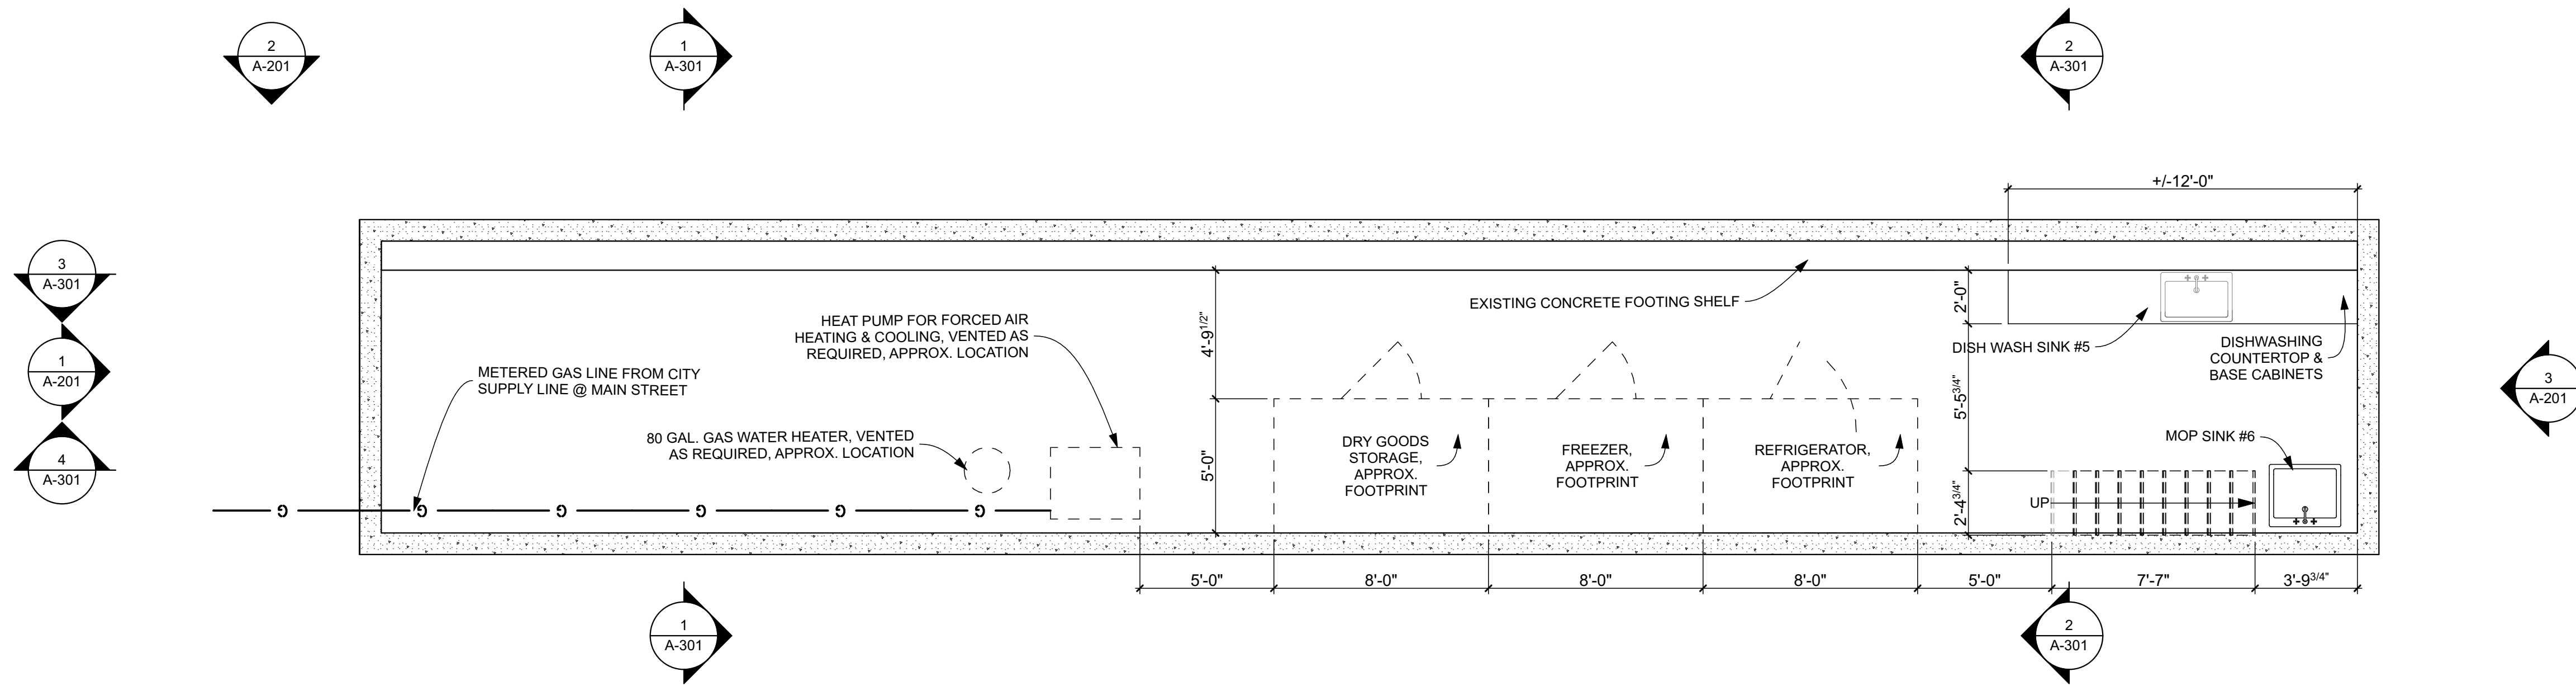 2
A-201
1
A-301
2
A-301
+/-12'-0"
3
A-301
1
A-201
4
A-301
3
A-201
EXISTING CONCRETE FOOTING SHELF
HEAT PUMP FOR FORCED AIR
HEATING & COOLING, VENTED AS
REQUIRED, APPROX. LOCATION
METERED GAS LINE FROM CITY
SUPPLY LINE @ MAIN STREET
80 GAL. GAS WATER HEATER, VENTED
AS REQUIRED, APPROX. LOCATION
4'-9 1/2"
5'-0"
DRY GOODS
STORAGE,
APPROX.
FOOTPRINT
FREEZER,
APPROX.
FOOTPRINT
REFRIGERATOR,
APPROX.
FOOTPRINT
2'-0"
5'-5 3/4"
2'-4 3/4"
DISH WASH SINK #5
DISHWASHING
COUNTERTOP &
BASE CABINETS
MOP SINK #6
UP
G
G
G
G
G
G
5'-0"
8'-0"
8'-0"
8'-0"
5'-0"
7'-7"
3'-9 3/4"
1
A-301
2
A-301